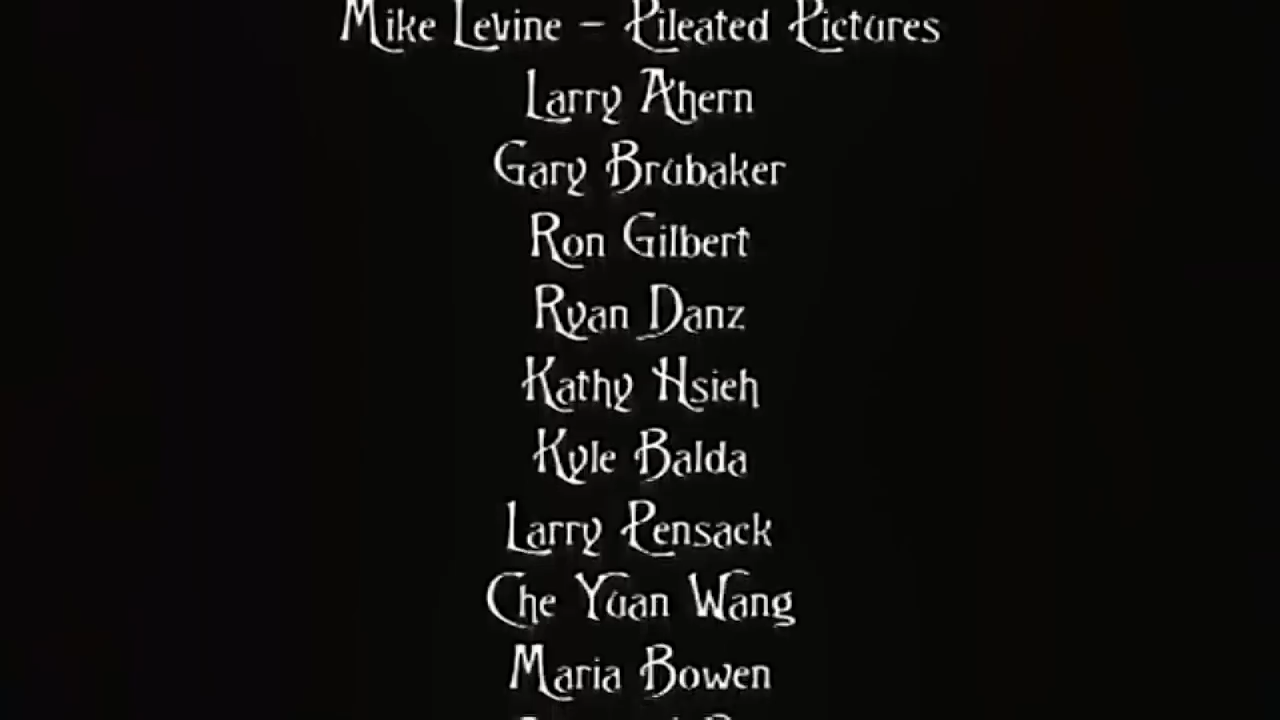 Mike Levine – Pileated Pictures
Larry Ahern
Gary Brubaker
Ron Gilbert
Ryan Danz
Kathy Hsieh
Kyle Balda
Larry Pensack
Che Yuan Wang
Maria Bowen